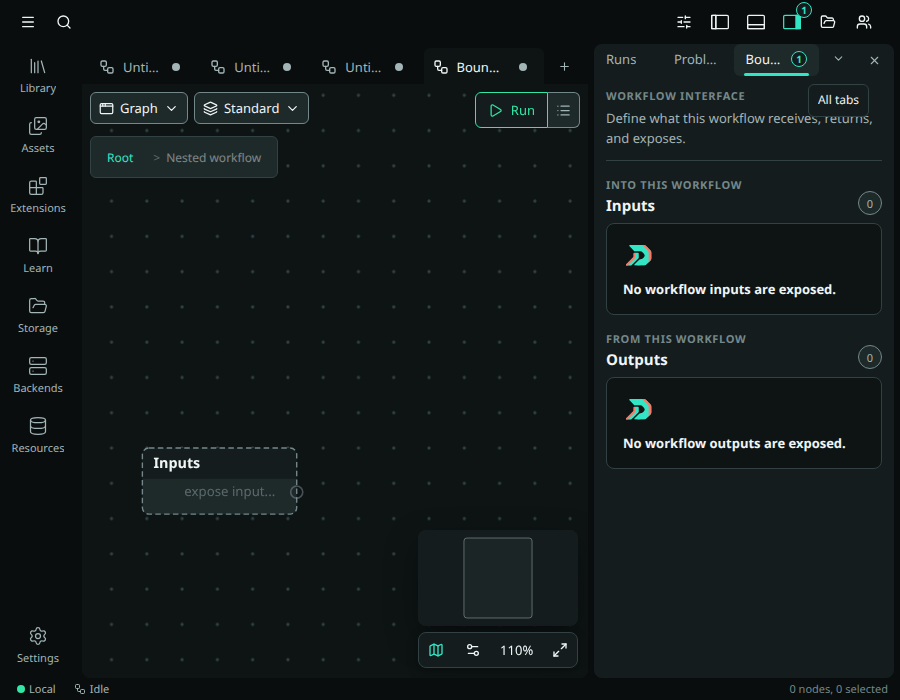 1
Library
Assets
Extensions
Learn
Storage
Backends
Resources
Settings
Unti...
Unti...
Unti...
Boun...
Graph
Standard
Run
Root > Nested workflow
Inputs
expose input...
110%
Runs
Probl...
Bou... 1
All tabs
WORKFLOW INTERFACE
Define what this workflow receives, returns,
and exposes.
INTO THIS WORKFLOW
Inputs
0
No workflow inputs are exposed.
FROM THIS WORKFLOW
Outputs
0
No workflow outputs are exposed.
Local
Idle
0 nodes, 0 selected